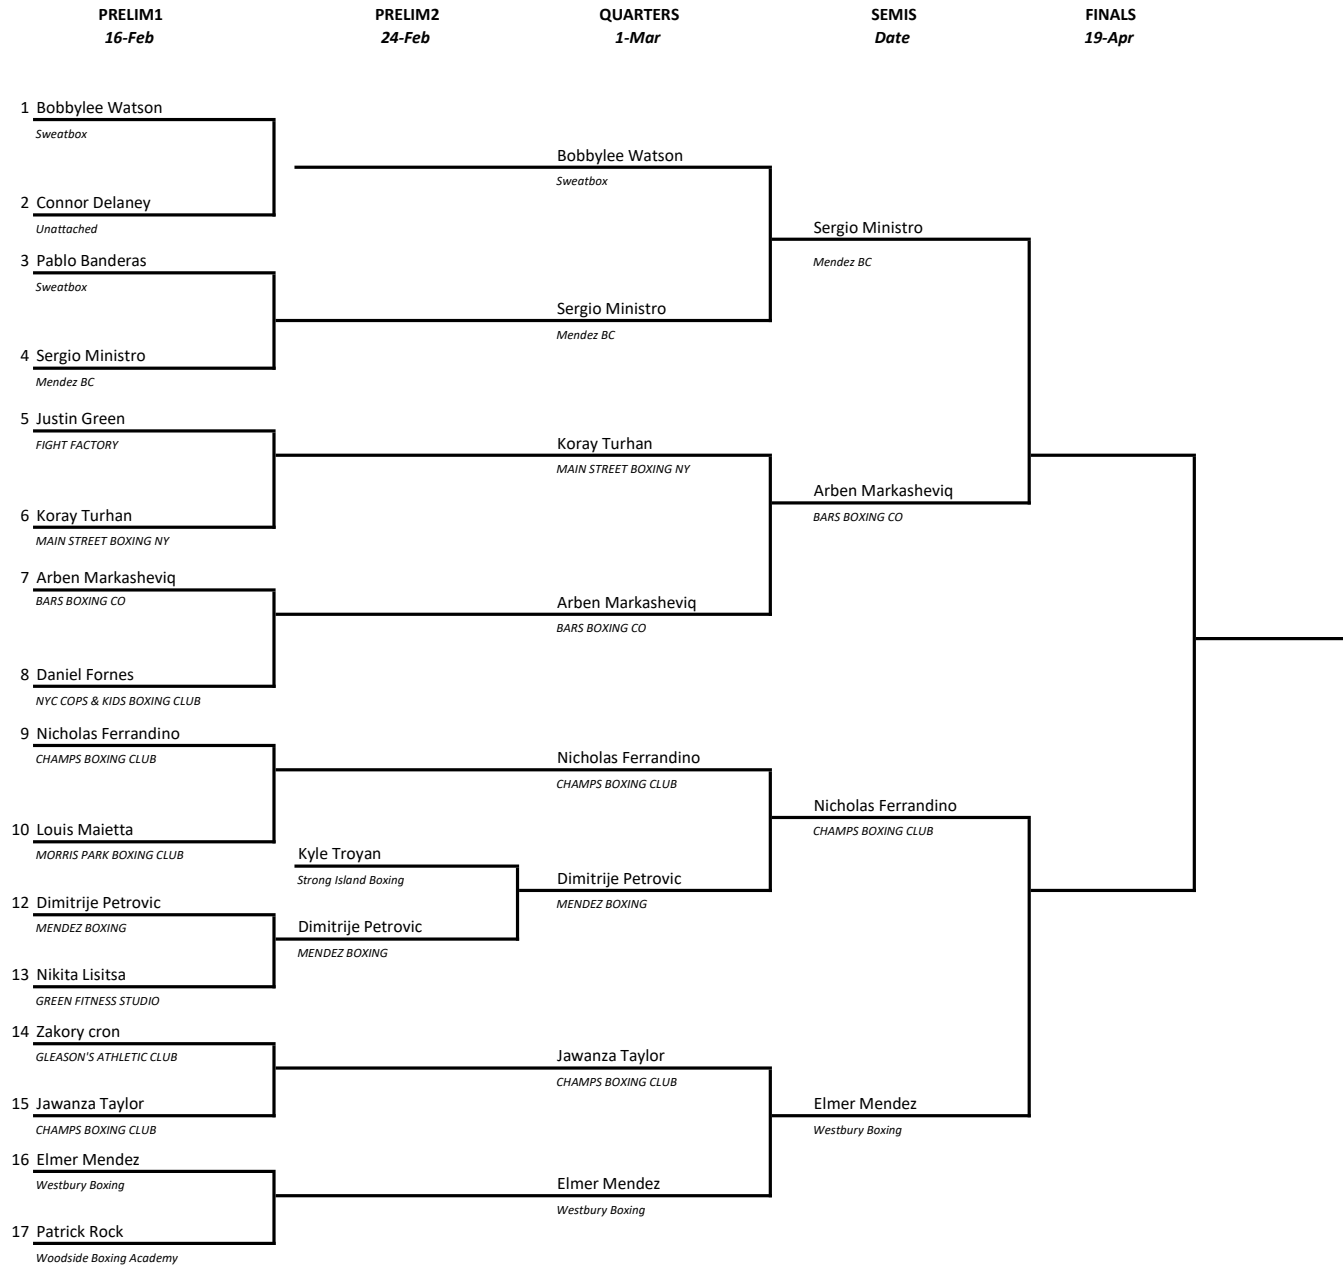 PRELIM1 PRELIM2 QUARTERS SEMIS FINALS
16-Feb 24-Feb 1-Mar Date 19-Apr
1 Bobbylee Watson
Sweatbox
Bobbylee Watson
Sweatbox
2 Connor Delaney
Unattached
Sergio Ministro
Mendez BC
3 Pablo Banderas
Sweatbox
Sergio Ministro
Mendez BC
4 Sergio Ministro
Mendez BC
5 Justin Green
FIGHT FACTORY
Koray Turhan
MAIN STREET BOXING NY
Arben Markasheviq
BARS BOXING CO
6 Koray Turhan
MAIN STREET BOXING NY
7 Arben Markasheviq
BARS BOXING CO
Arben Markasheviq
BARS BOXING CO
8 Daniel Fornes
NYC COPS & KIDS BOXING CLUB
9 Nicholas Ferrandino
CHAMPS BOXING CLUB
Nicholas Ferrandino
CHAMPS BOXING CLUB
Nicholas Ferrandino
CHAMPS BOXING CLUB
10 Louis Maietta
MORRIS PARK BOXING CLUB
Kyle Troyan
Strong Island Boxing
Dimitrije Petrovic
MENDEZ BOXING
12 Dimitrije Petrovic
MENDEZ BOXING
Dimitrije Petrovic
MENDEZ BOXING
13 Nikita Lisitsa
GREEN FITNESS STUDIO
14 Zakory cron
GLEASON'S ATHLETIC CLUB
Jawanza Taylor
CHAMPS BOXING CLUB
15 Jawanza Taylor
CHAMPS BOXING CLUB
Elmer Mendez
Westbury Boxing
16 Elmer Mendez
Westbury Boxing
Elmer Mendez
Westbury Boxing
17 Patrick Rock
Woodside Boxing Academy